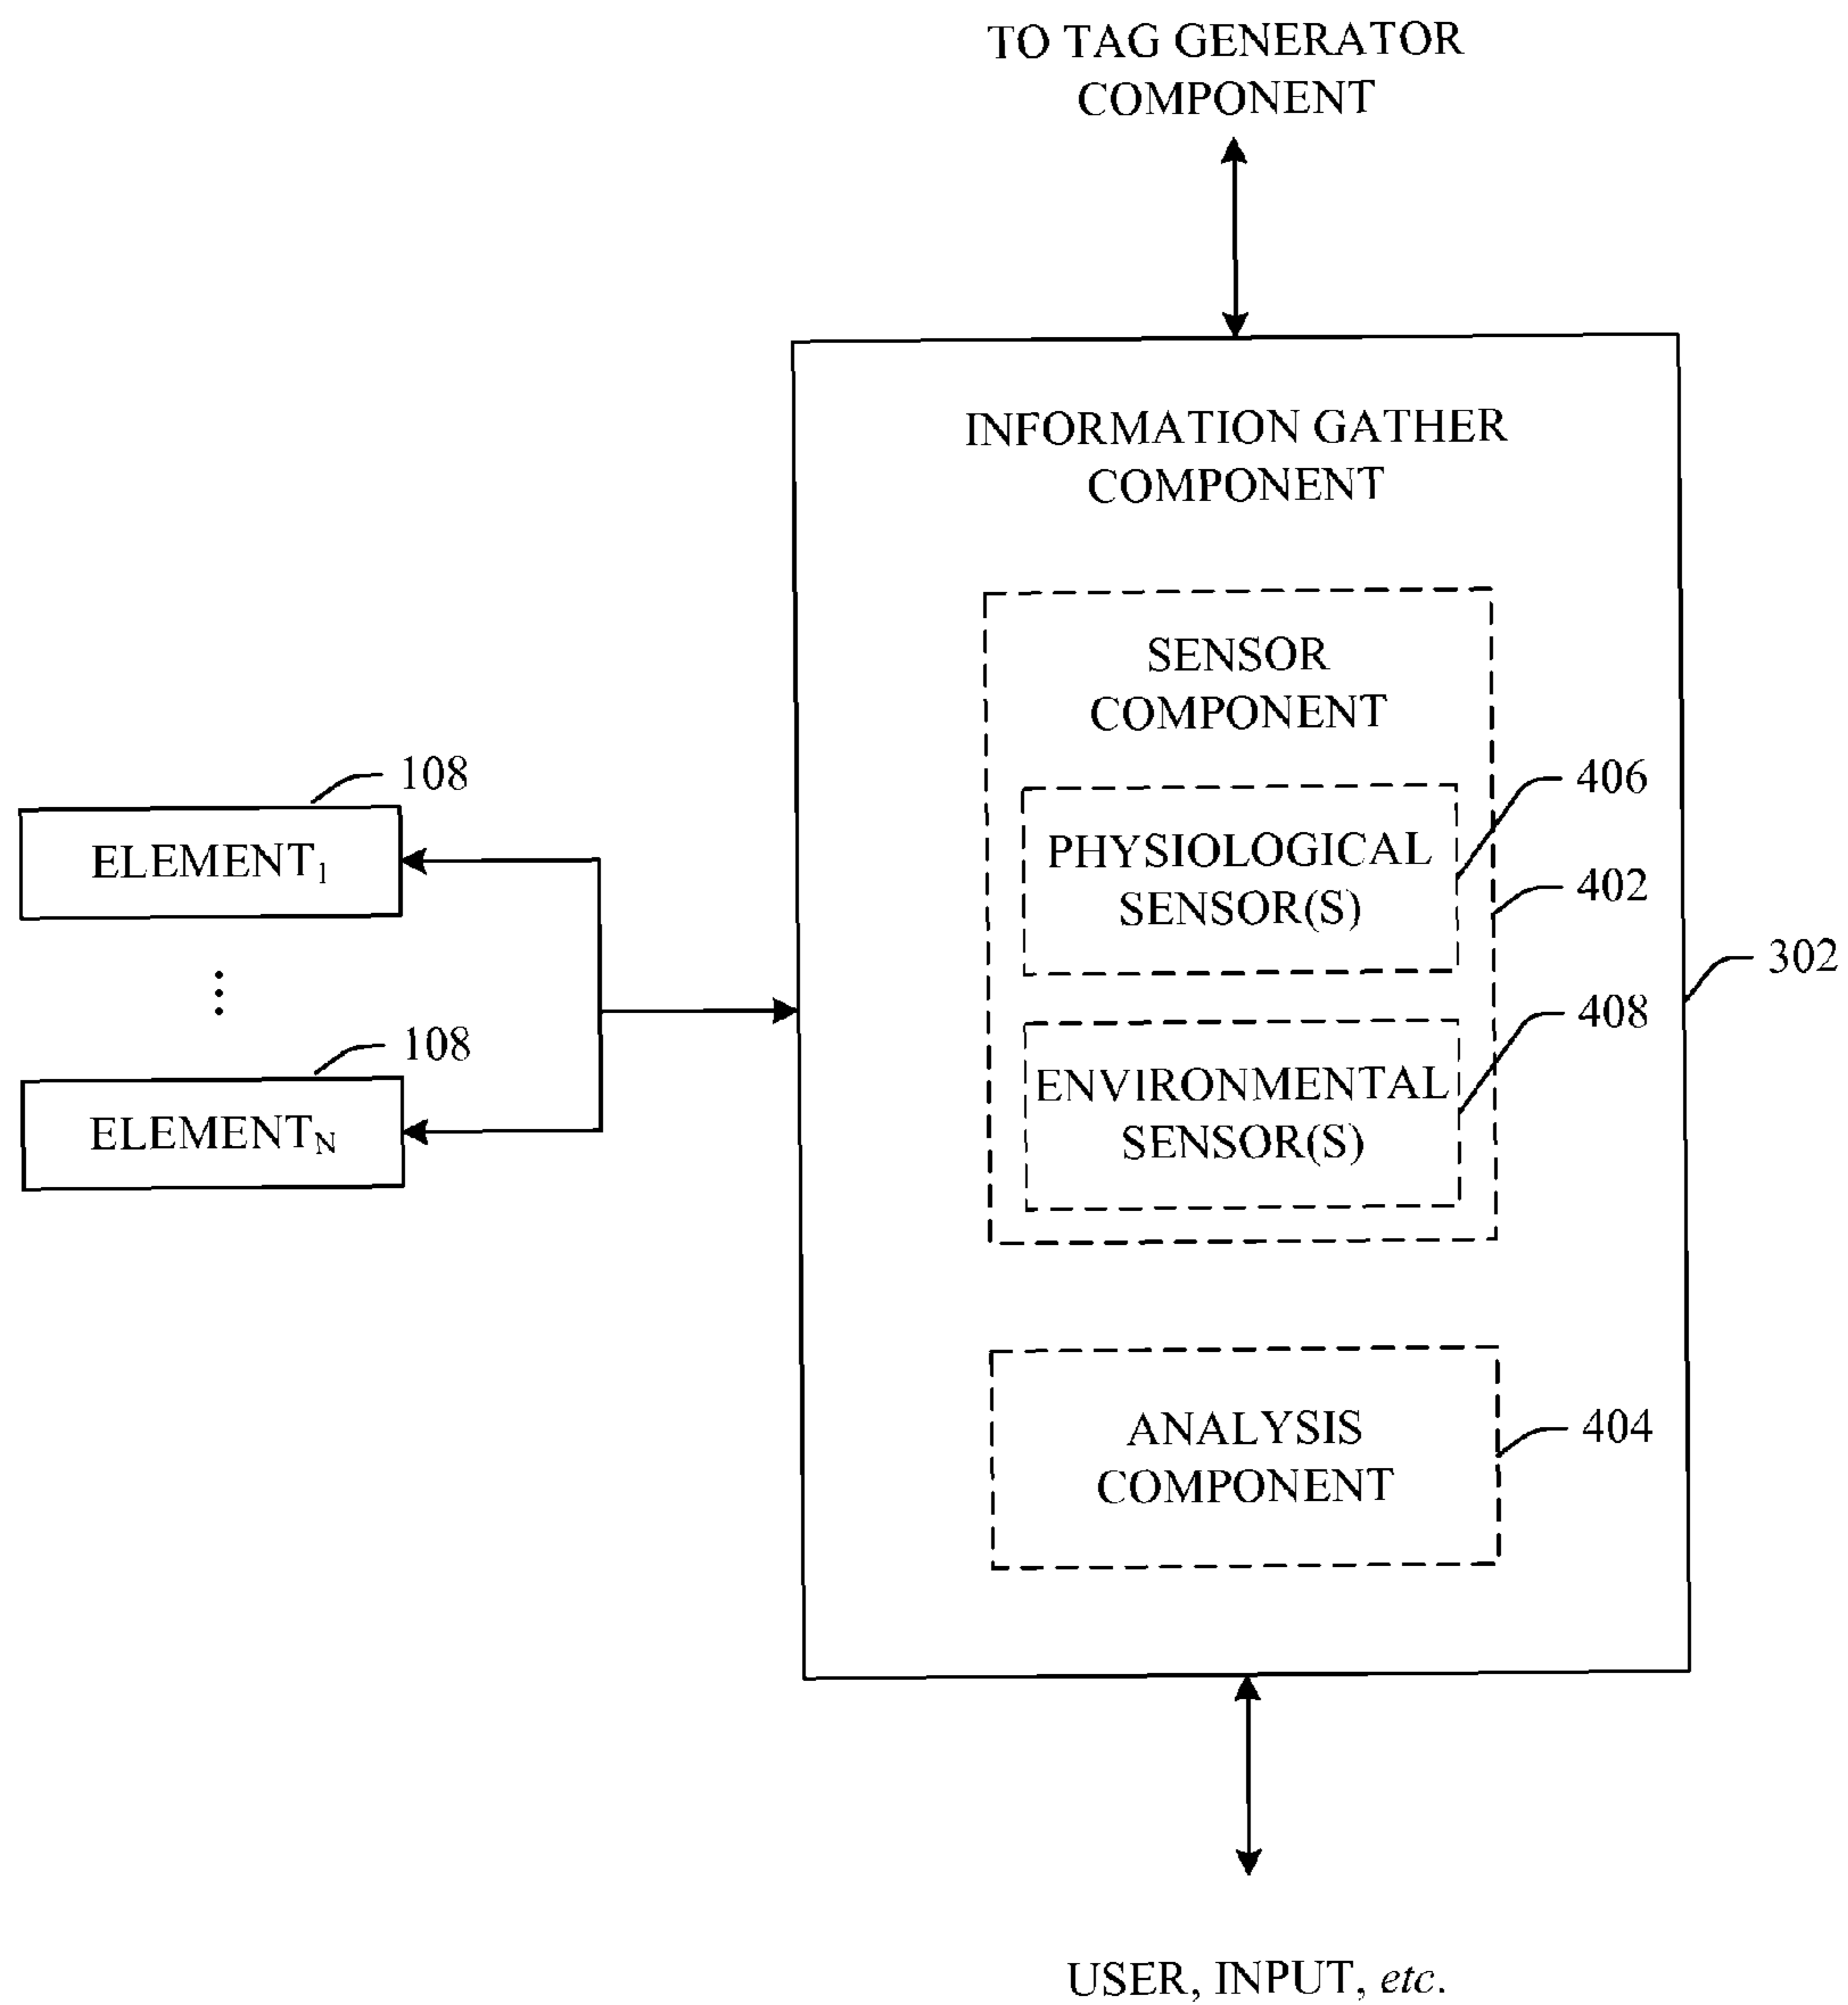 TO TAG GENERATOR
COMPONENT
INFORMATION GATHER
COMPONENT
SENSOR
COMPONENT
406
PHYSIOLOGICAL
SENSOR(S)
402
302
408
ENVIRONMENTAL
SENSOR(S)
108
ELEMENT1
108
ELEMENTN
ANALYSIS
COMPONENT
404
USER, INPUT, etc.